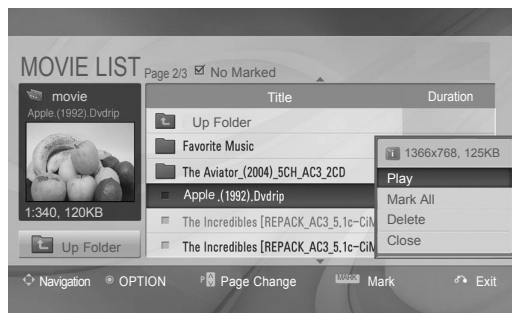 MOVIE LIST
Page 2/3 No Marked
movie
Apple.(1992).Dvdrip
1:340, 120KB
Up Folder
Title Duration
Up Folder
Favorite Music
The Aviator_(2004)_5CH_AC3_2CD
Apple .(1992).Dvdrip
The Incredibles [REPACK_AC3_5.1c-CiM
The Incredibles [REPACK_AC3_5.1c-CiM
1366x768, 125KB
Play
Mark All
Delete
Close
Navigation OPTION P Page Change MARK Mark Exit